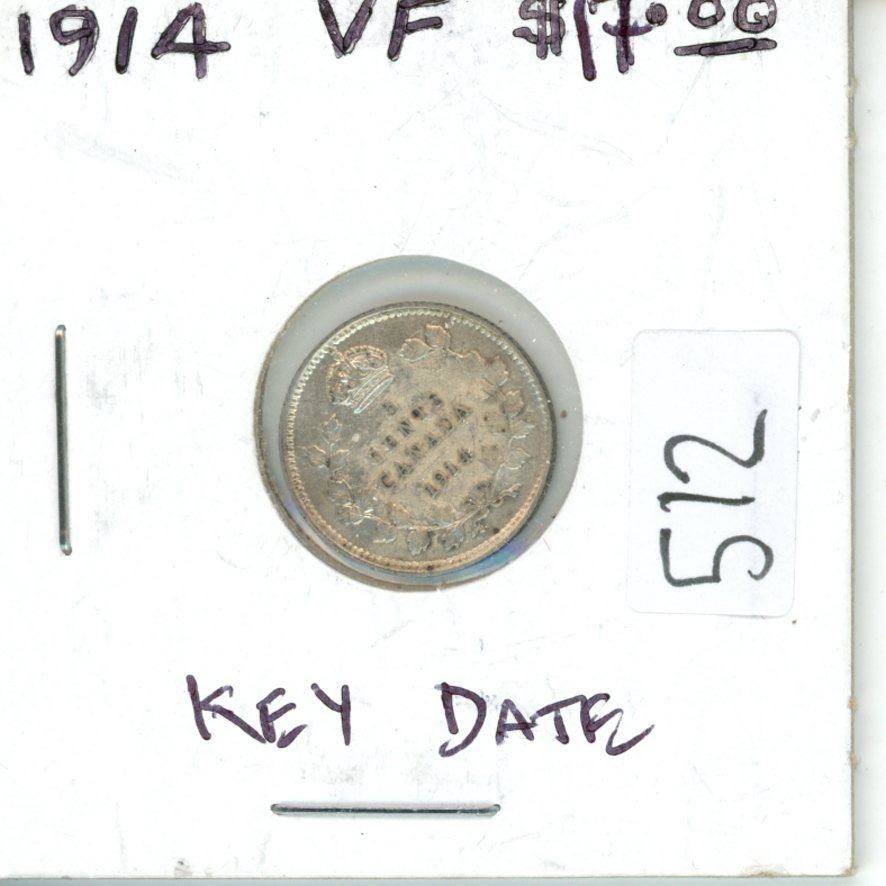 1914 VF $17.00
5
CENTS
CANADA
1914
512
KEY DATE